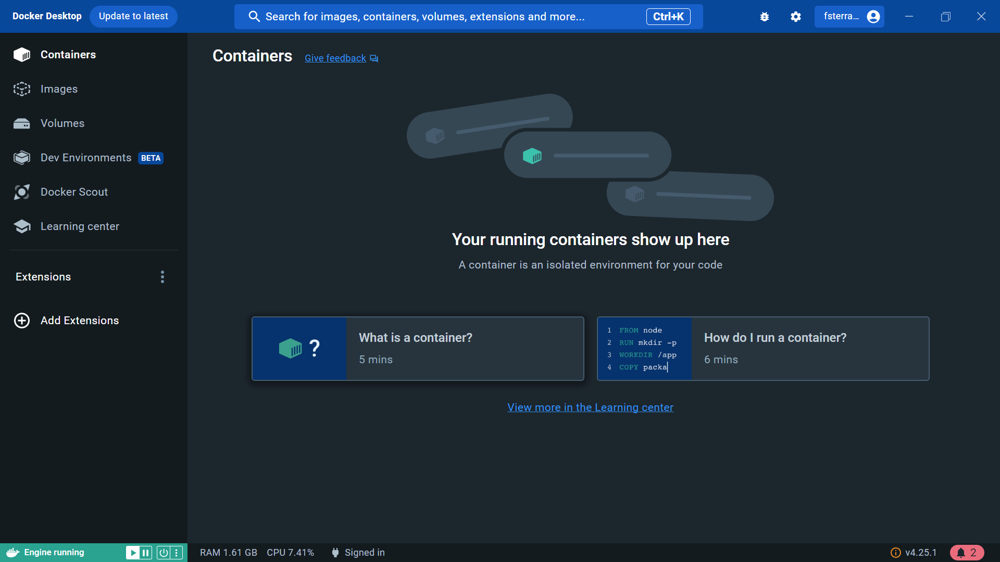 Docker Desktop
Update to latest
Search for images, containers, volumes, extensions and more...
Ctrl+K
fsterra...
Containers
Images
Volumes
Dev Environments BETA
Docker Scout
Learning center
Extensions
Add Extensions
Containers
Give feedback
Your running containers show up here
A container is an isolated environment for your code
?
What is a container?
5 mins
1 FROM node
2 RUN mkdir -p
3 WORKDIR /app
4 COPY packa
How do I run a container?
6 mins
View more in the Learning center
Engine running
RAM 1.61 GB CPU 7.41%
Signed in
v4.25.1
2